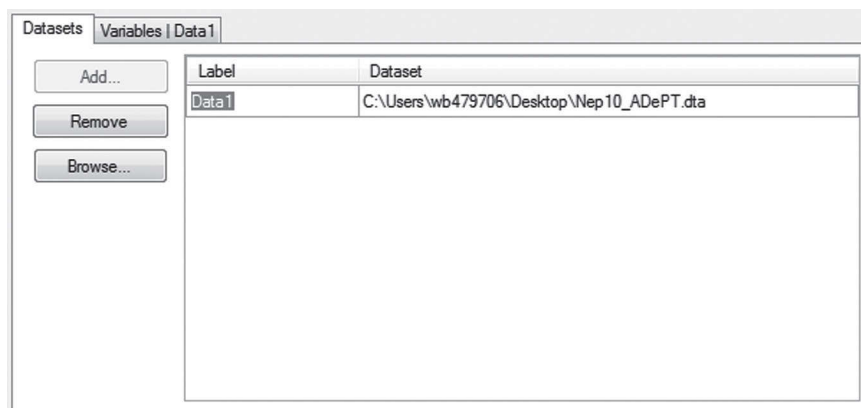 Datasets Variables | Data1
Add... Label Dataset
Data1 C:\Users\wb479706\Desktop\Nep10_ADePT.dta
Remove
Browse...